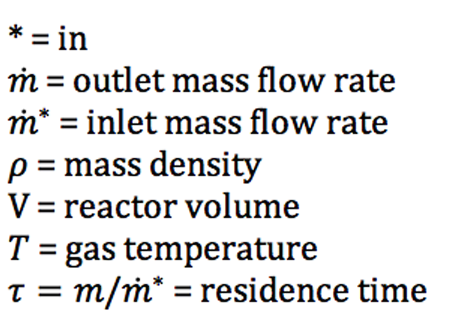 * = in
ṁ = outlet mass flow rate
ṁ* = inlet mass flow rate
ρ = mass density
V = reactor volume
T = gas temperature
τ = m/ṁ* = residence time